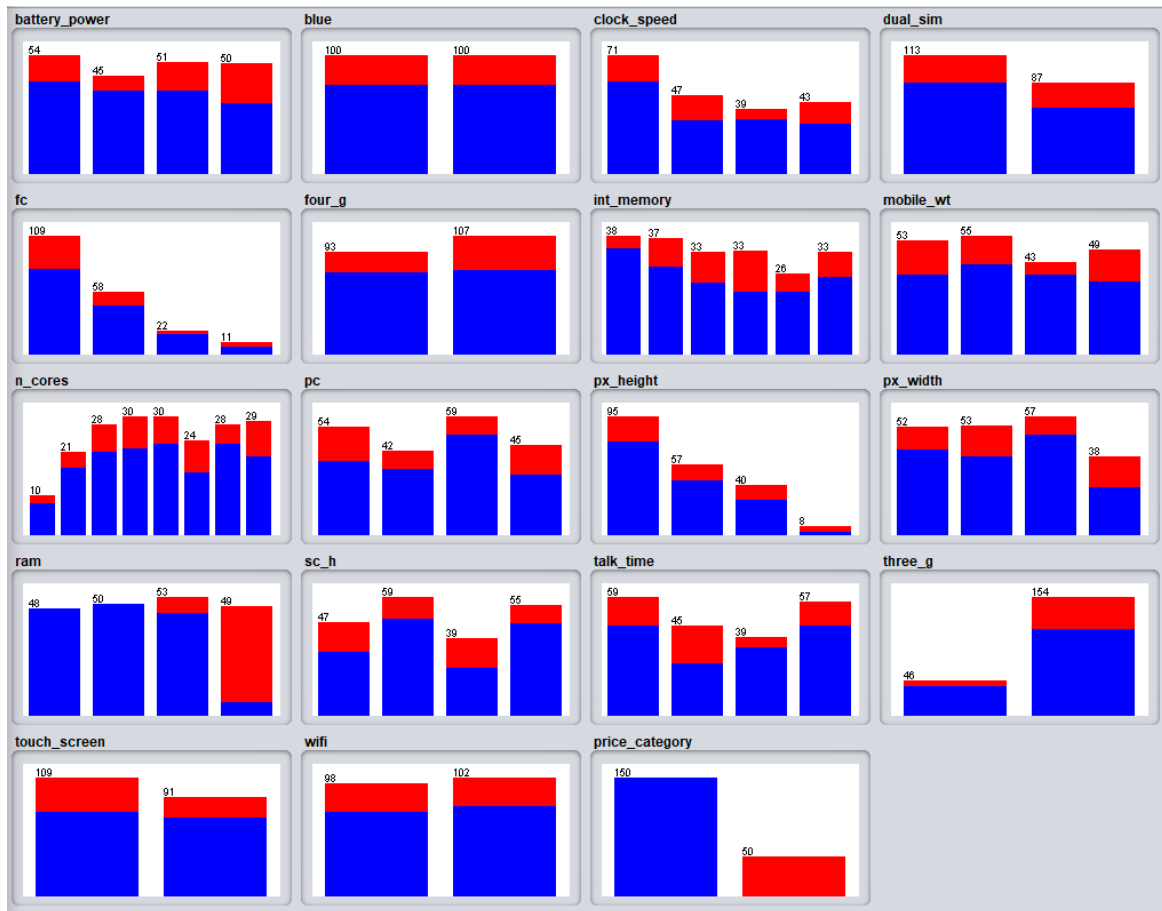 battery_power blue clock_speed dual_sim
54 45 51 50 100 100 71 47 39 43 113 87
fc four_g int_memory mobile_wt
109 58 22 11 93 107 38 37 33 33 26 33 53 55 43 49
n_cores pc px_height px_width
10 21 28 30 30 24 28 29 54 42 59 45 95 57 40 8 52 53 57 38
ram sc_h talk_time three_g
48 50 53 49 47 59 39 55 59 45 39 57 46 154
touch_screen wifi price_category
109 91 98 102 150 50